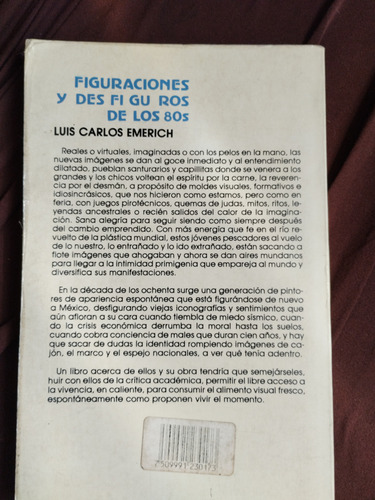 FIGURACIONES
Y DES FI GU ROS
DE LOS 80s
LUIS CARLOS EMERICH
Reales o virtuales, imaginadas o con los pelos en la mano, las
nuevas imágenes se dan al goce inmediato y al entendimiento
dilatado, pueblan santurarios y capillitas donde se venera a los
grandes y los chicos voltean el espíritu por la carne, la reveren-
cia por el desmán, a propósito de moldes visuales, formativos e
idiosincrásicos, que nos hicieron como estamos, pero como en
feria, con juegos pirotécnicos, quemas de judas, mitos, ritos, le-
yendas ancestrales o recién salidos del calor de la imagina-
ción. Sana alegría para seguir siendo como siempre después
del cambio emprendido. Con más energía que fe en el río re-
vuelto de la plástica mundial, estos jóvenes pescadores al vuelo
de lo nuestro, lo entrañado y lo ido extrañado, están sacando a
flote imágenes que ahogaban y ahora se dan aires mundanos
para llegar a la intimidad primigenia que empareja al mundo y
diversifica sus manifestaciones.
En la década de los ochenta surge una generación de pinto-
res de apariencia espontánea que está figurándose de nuevo
a México, desfigurando viejas iconografías y sentimientos que
aún afloran a su cara cuando tiembla de miedo sísmico, cuan-
do la crisis económica derrumba la moral hasta los suelos,
cuando cobra conciencia de males que duran cien años, y hay
que sacar de dudas la identidad rompiendo imágenes de ca-
jón, el marco y el espejo nacionales, a ver qué tenía adentro.
Un libro acerca de ellos y su obra tendría que semejárseles,
huir con ellos de la crítica académica, permitir el libre acceso a
la vivencia, en caliente, para consumir el alimento visual fresco,
espontáneamente como proponen vivir el momento.
7509991230173